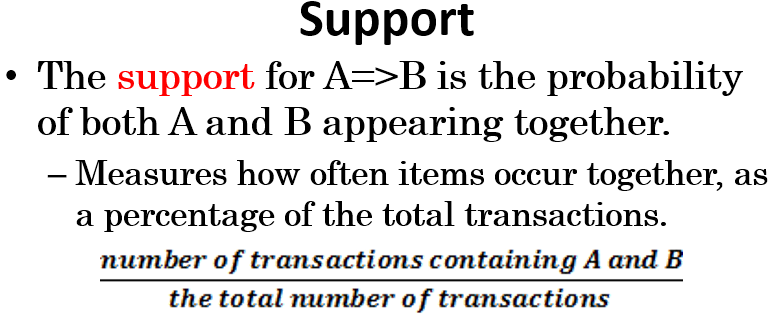 Support
• The support for A=>B is the probability
of both A and B appearing together.
– Measures how often items occur together, as
a percentage of the total transactions.
number of transactions containing A and B
the total number of transactions